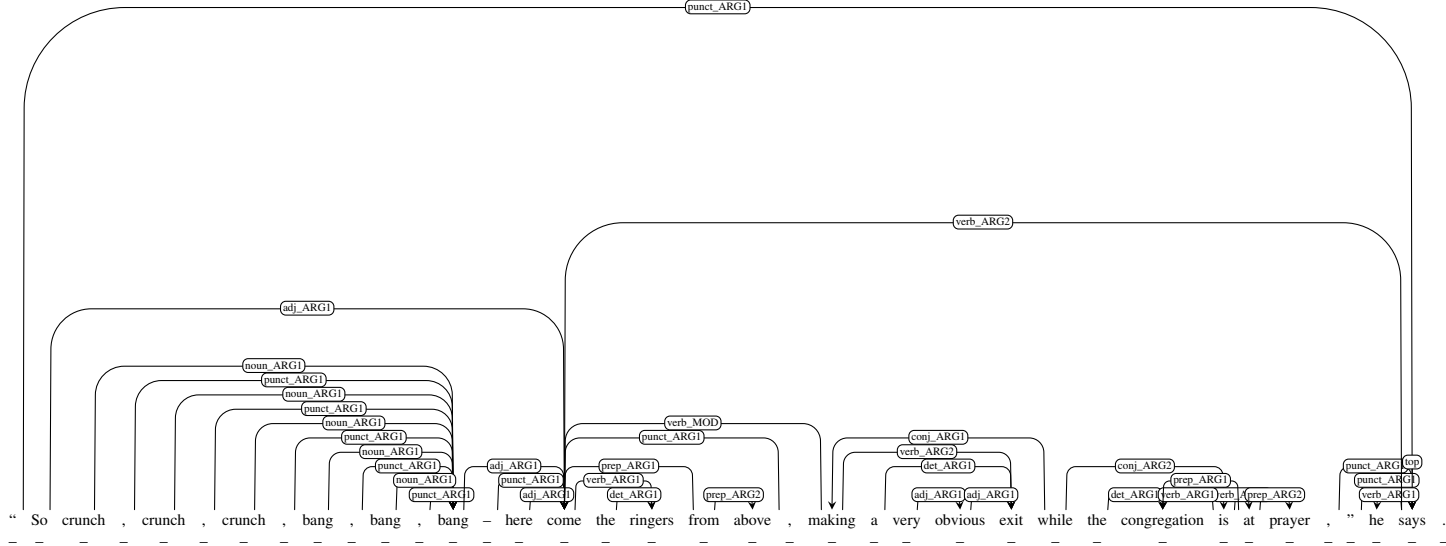 punct_ARG1
verb_ARG2
adj_ARG1
noun_ARG1
punct_ARG1
noun_ARG1
punct_ARG1
noun_ARG1 verb_MOD
punct_ARG1 punct_ARG1 conj_ARG1
noun_ARG1 verb_ARG2
punct_ARG1 adj_ARG1 prep_ARG1 det_ARG1 conj_ARG2 punct_ARG1 top
noun_ARG1 punct_ARG1 verb_ARG1 prep_ARG1 punct_ARG1
punct_ARG1 adj_ARG1 det_ARG1 prep_ARG2 adj_ARG1 adj_ARG1 det_ARG1 verb_ARG1 prep_ARG2 verb_ARG1
“ So crunch , crunch , crunch , bang , bang , bang – here come the ringers from above , making a very obvious exit while the congregation is at prayer , ” he says .
_ _ _ _ _ _ _ _ _ _ _ _ _ _ _ _ _ _ _ _ _ _ _ _ _ _ _ _ _ _ _ _ _ _ _ _